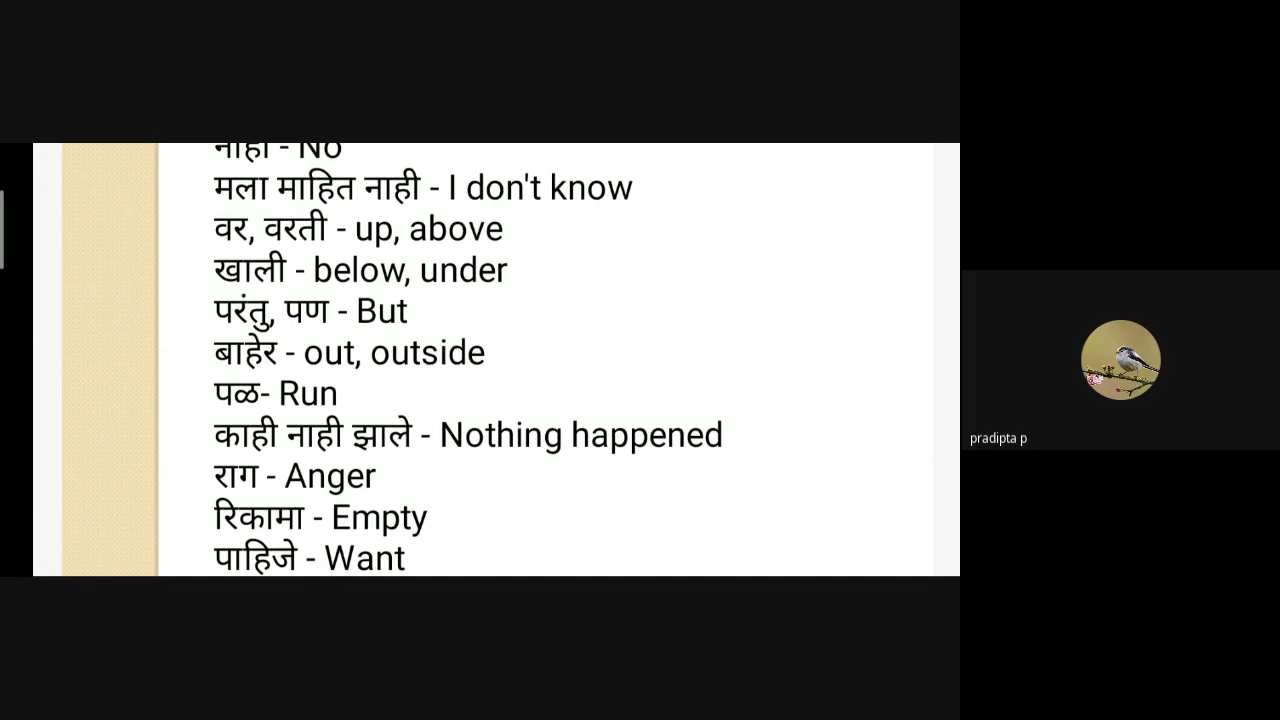 नाही - No
मला माहित नाही - I don't know
वर, वरती - up, above
खाली - below, under
परंतु, पण - But
बाहेर - out, outside
पळ- Run
काही नाही झाले - Nothing happened
राग - Anger
रिकामा - Empty
पाहिजे - Want
pradipta p